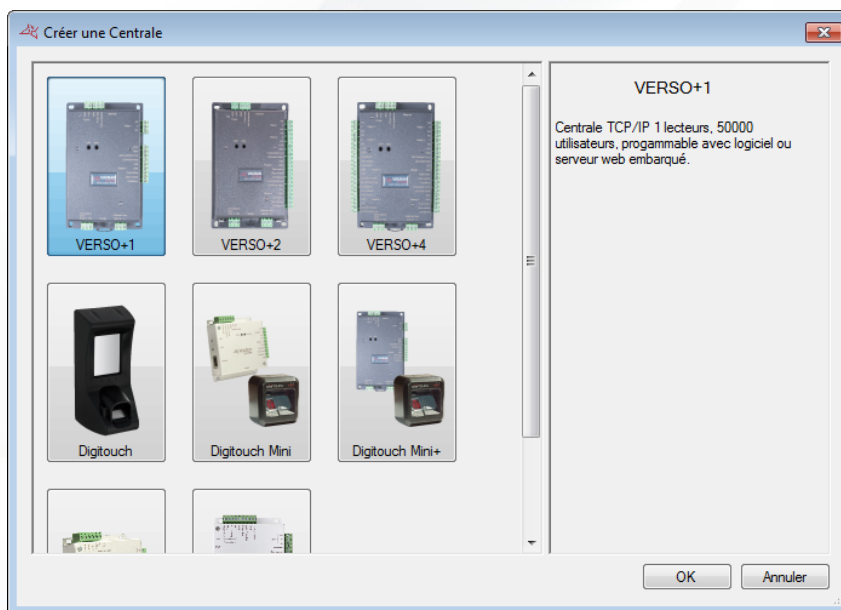 Créer une Centrale
VERSO+1
VERSO+2
VERSO+4
Digitouch
Digitouch Mini
Digitouch Mini+
VERSO+1
Centrale TCP/IP 1 lecteurs, 50000
utilisateurs, progammable avec logiciel ou
serveur web embarqué.
OK
Annuler